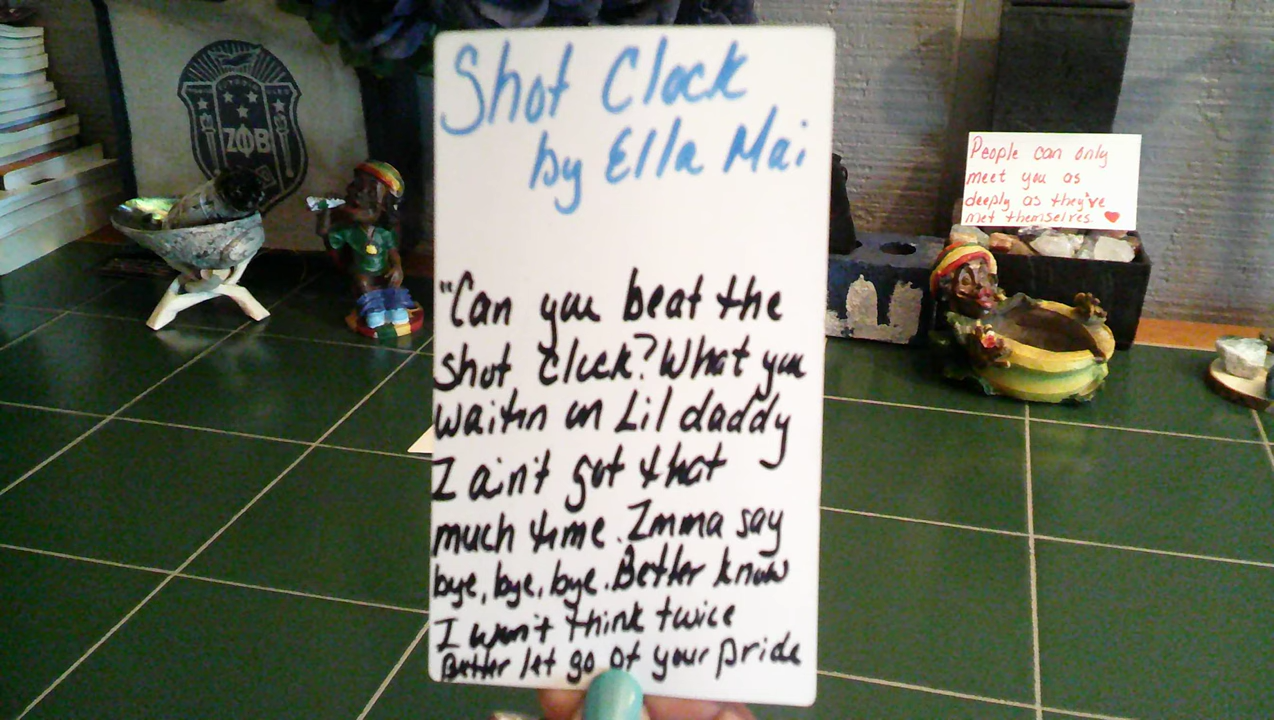 Shot Clock
by Ella Mai
"Can you beat the
shot clock? What you
waitin on Lil daddy
I ain't got that
much time. Imma say
bye, bye, bye. Better know
I won't think twice
Better let go of your pride
ZΦB
People can only
meet you as
deeply as they've
met themselves. ♥